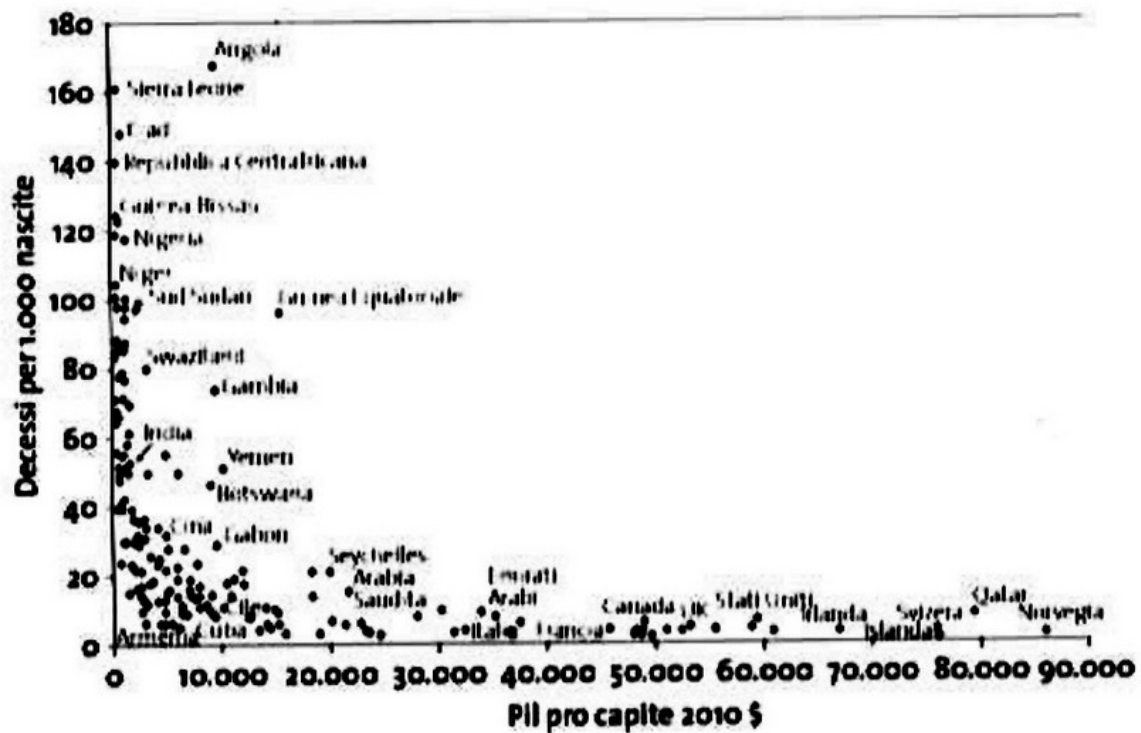 180
Angola
160
Sierra Leone
Ciad
140
Repubblica Centrafricana
Guinea Bissau
120
Nigeria
Niger
100
Sud Sudan
Guinea Equatoriale
80
Swaziland
Gambia
60
India
Yemen
Botswana
40
Cina
Gabon
20
Seychelles
Arabia
Saudita
Emirati
Arabi
Canada
UK
Stati Uniti
Irlanda
Svizzera
Qatar
Norvegia
Cile
Armenia
Cuba
Italia
Francia
Islanda
0
0 10.000 20.000 30.000 40.000 50.000 60.000 70.000 80.000 90.000
Pil pro capite 2010 $
Decessi per 1.000 nascite